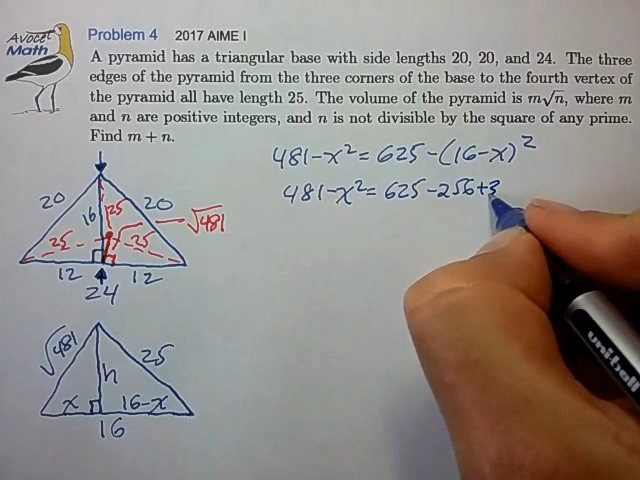 Avocet
Math
Problem 4 2017 AIME I
A pyramid has a triangular base with side lengths 20, 20, and 24. The three
edges of the pyramid from the three corners of the base to the fourth vertex of
the pyramid all have length 25. The volume of the pyramid is m√n, where m
and n are positive integers, and n is not divisible by the square of any prime.
Find m + n.
481-x²=625-(16-x)²
481-x²=625-256+3
20 16 25 20 √481
25 25
12 12
24
√481 25
h
x 16-x
16
uniball